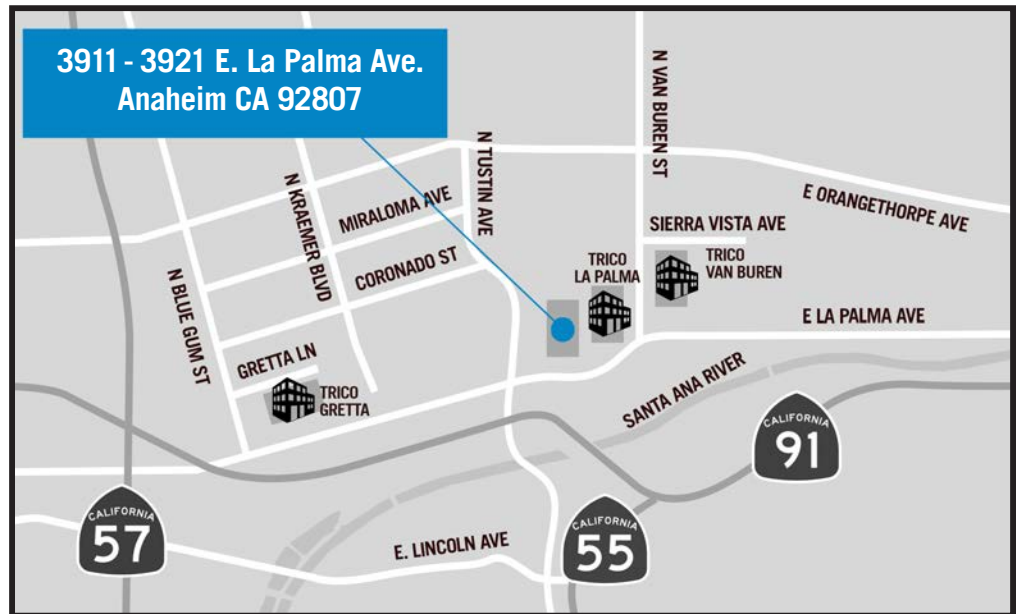 3911 - 3921 E. La Palma Ave.
Anaheim CA 92807
N VAN BUREN ST
N TUSTIN AVE
E ORANGETHORPE AVE
N KRAEMER BLVD
MIRALOMA AVE
SIERRA VISTA AVE
CORONADO ST
TRICO
LA PALMA
TRICO
VAN BUREN
N BLUE GUM ST
E LA PALMA AVE
GRETTA LN
TRICO
GRETTA
SANTA ANA RIVER
CALIFORNIA
91
CALIFORNIA
57
E. LINCOLN AVE
CALIFORNIA
55